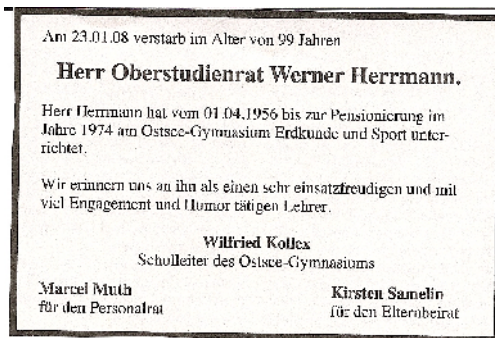 Am 23.01.08 verstarb im Alter von 99 Jahren
Herr Oberstudienrat Werner Herrmann.
Herr Herrmann hat vom 01.04.1956 bis zur Pensionierung im
Jahre 1974 am Ostsee-Gymnasium Erdkunde und Sport unter-
richtet.
Wir erinnern uns an ihn als einen sehr einsatzfreudigen und mit
viel Engagement und Humor tätigen Lehrer.
Wilfried Kollex
Schulleiter des Ostsee-Gymnasiums
Marcel Muth
für den Personalrat
Kirsten Samelin
für den Elternbeirat